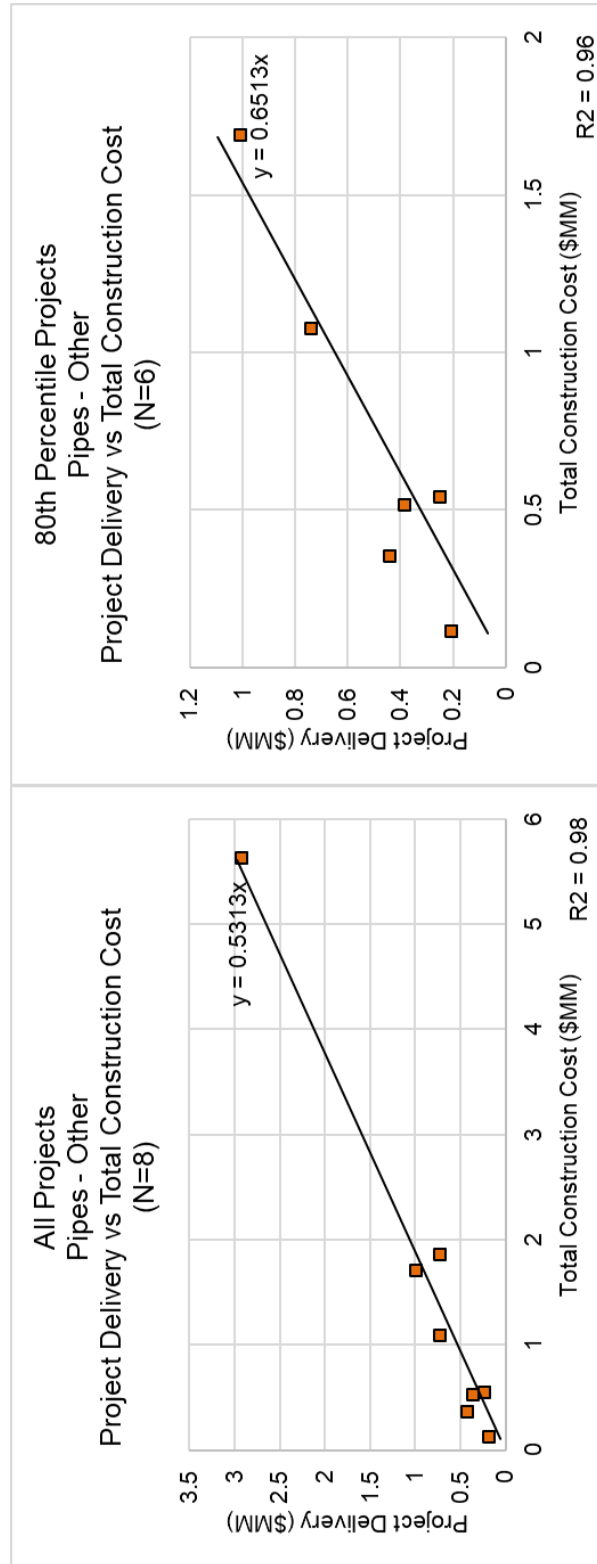 All Projects
Pipes - Other
Project Delivery vs Total Construction Cost
(N=8)
Project Delivery ($MM)
3.5
3
2.5
2
1.5
1
0.5
0
y = 0.5313x
0
1
2
3
4
5
6
Total Construction Cost ($MM)
R2 = 0.98
80th Percentile Projects
Pipes - Other
Project Delivery vs Total Construction Cost
(N=6)
Project Delivery ($MM)
1.2
1
0.8
0.6
0.4
0.2
0
y = 0.6513x
0
0.5
1
1.5
2
Total Construction Cost ($MM)
R2 = 0.96